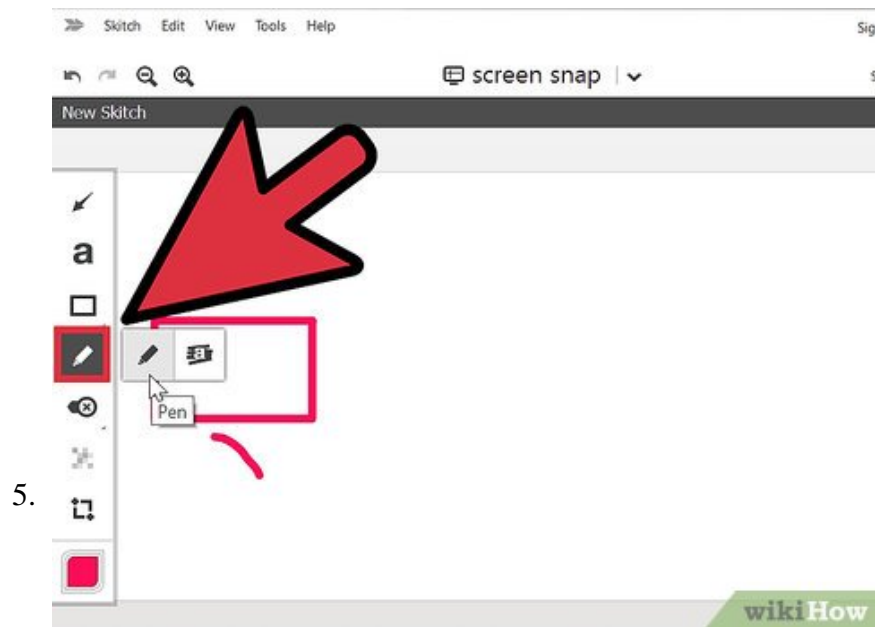 Skitch Edit View Tools Help
Sig
screen snap
New Skitch
a
Pen
5.
wikiHow